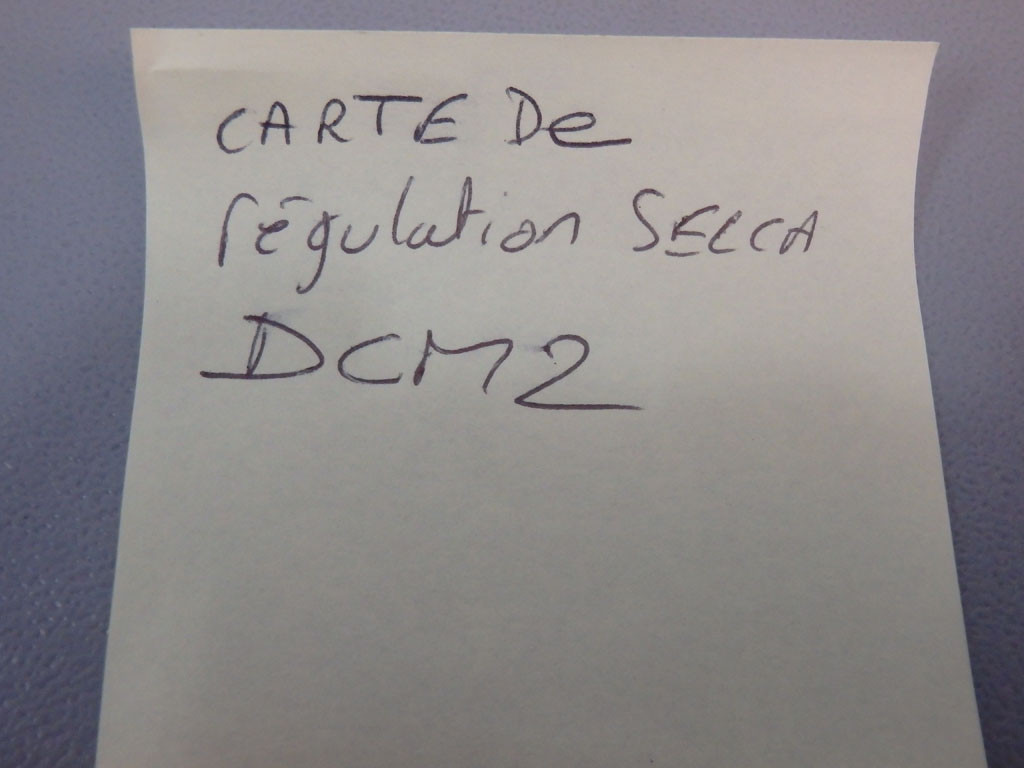 CARTE De
régulation SELCA
DCM2